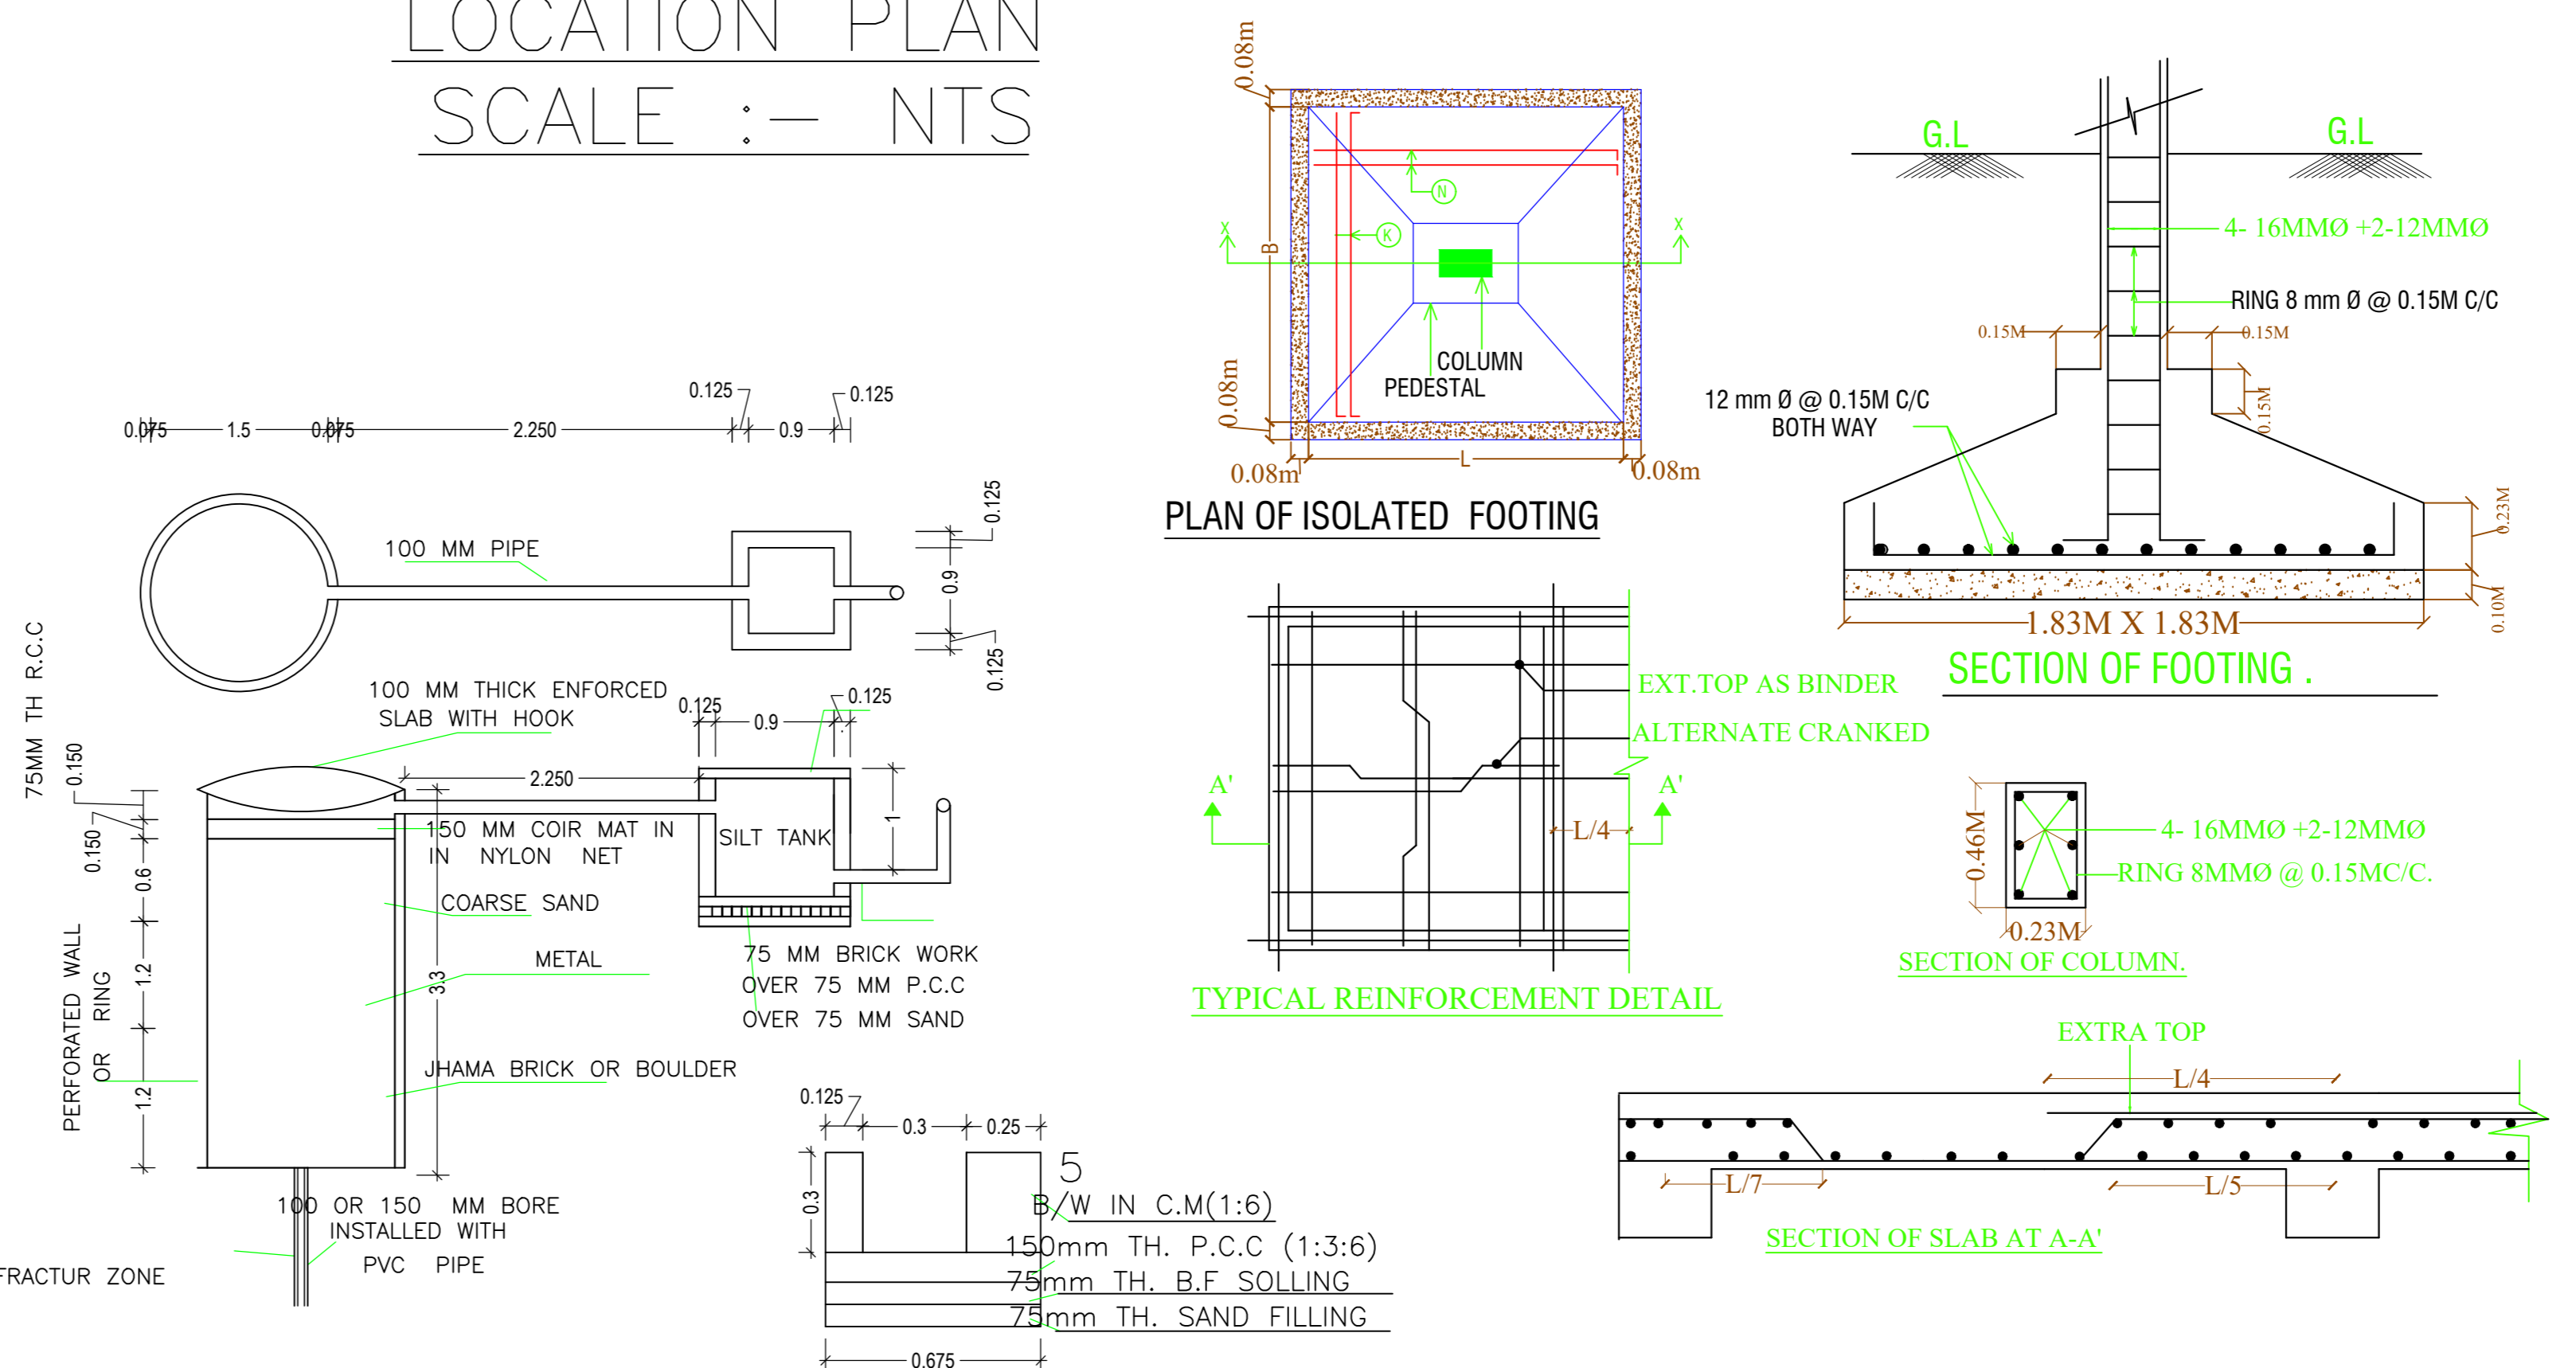 LOCATION PLAN
SCALE :- NTS
0.075
1.5
0.075
2.250
0.125
0.9
0.125
100 MM PIPE
0.125
0.9
0.125
75MM TH R.C.C
100 MM THICK ENFORCED
SLAB WITH HOOK
0.150
0.150
0.6
1.2
1.2
2.250
0.125
0.9
0.125
1
3.3
150 MM COIR MAT IN
IN NYLON NET
SILT TANK
COARSE SAND
METAL
75 MM BRICK WORK
OVER 75 MM P.C.C
OVER 75 MM SAND
PERFORATED WALL
OR RING
JHAMA BRICK OR BOULDER
100 OR 150 MM BORE
INSTALLED WITH
PVC PIPE
FRACTUR ZONE
0.125
0.3
0.25
0.3
5
B/W IN C.M(1:6)
150mm TH. P.C.C (1:3:6)
75mm TH. B.F SOLLING
75mm TH. SAND FILLING
0.675
0.08m
0.08m
B
N
K
X
X
COLUMN
PEDESTAL
0.08m
L
0.08m
PLAN OF ISOLATED FOOTING
EXT.TOP AS BINDER
ALTERNATE CRANKED
A'
A'
L/4
TYPICAL REINFORCEMENT DETAIL
G.L
G.L
4- 16MMØ +2-12MMØ
RING 8 mm Ø @ 0.15M C/C
0.15M
0.15M
0.15M
12 mm Ø @ 0.15M C/C
BOTH WAY
0.23M
0.10M
1.83M X 1.83M
SECTION OF FOOTING .
0.46M
4- 16MMØ +2-12MMØ
RING 8MMØ @ 0.15MC/C.
0.23M
SECTION OF COLUMN.
EXTRA TOP
L/4
L/7
L/5
SECTION OF SLAB AT A-A'